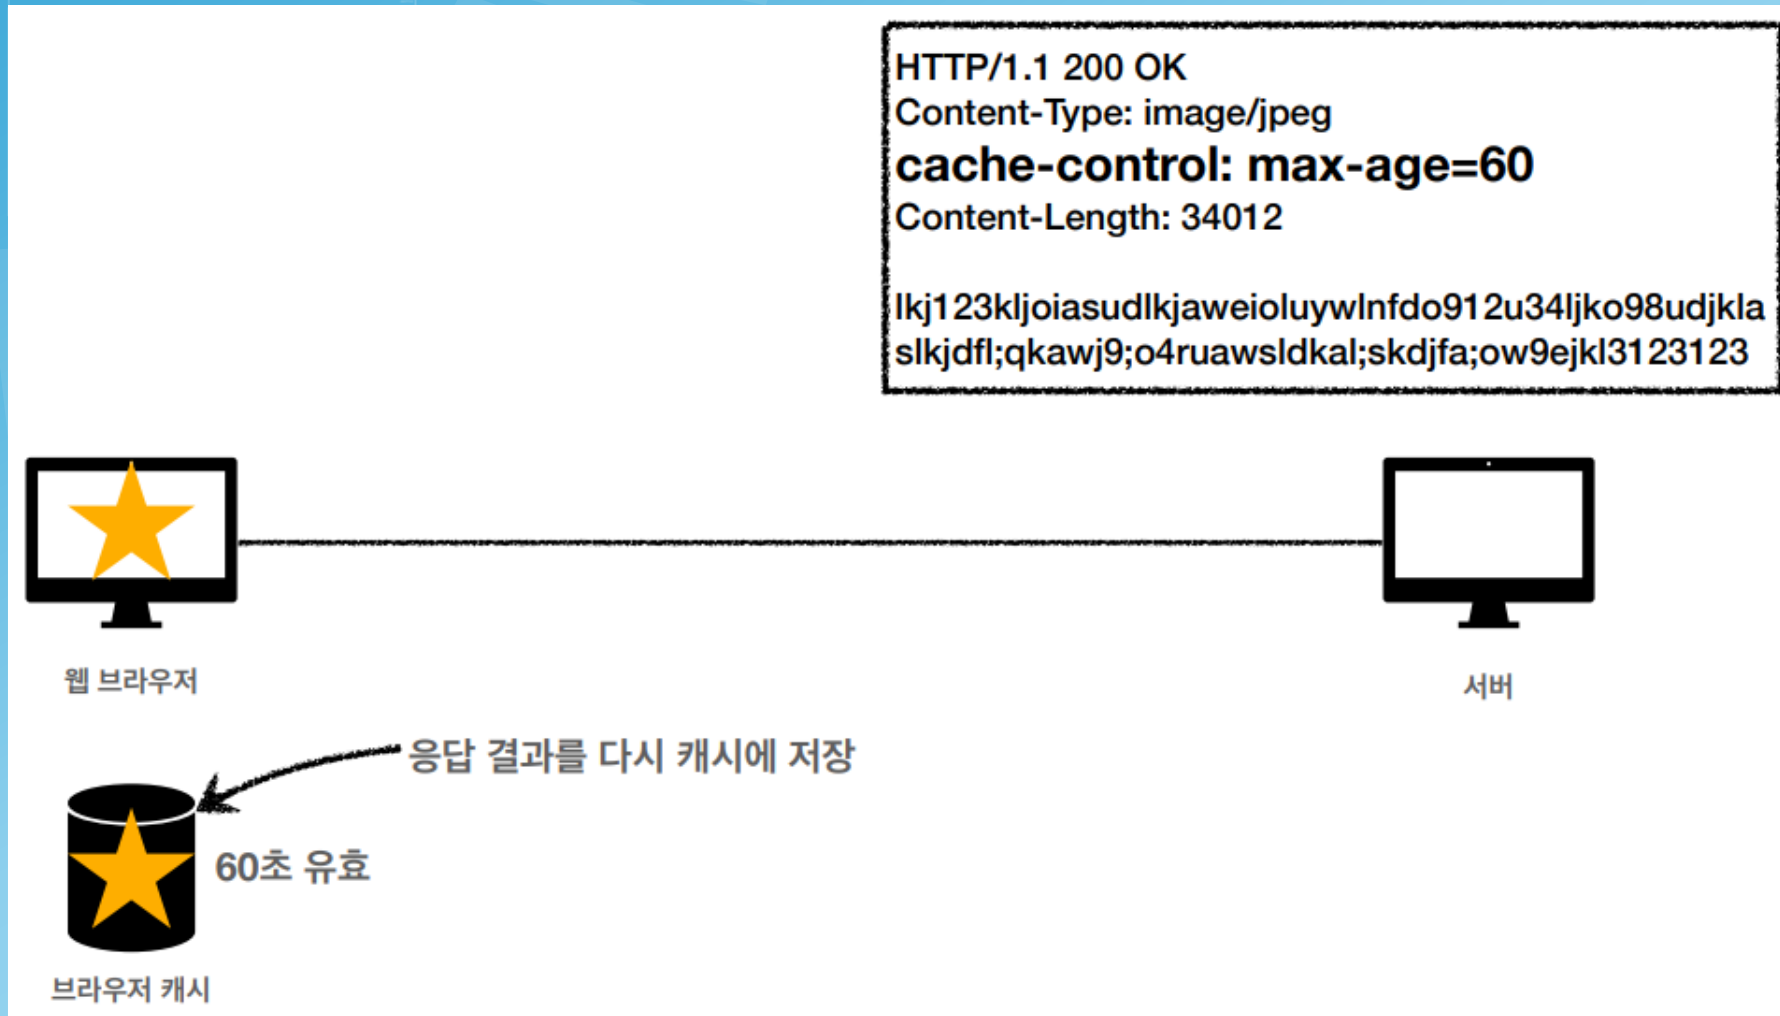 HTTP/1.1 200 OK
Content-Type: image/jpeg
cache-control: max-age=60
Content-Length: 34012
lkj123kljoiasudlkjaweioluywlnfdo912u34ljko98udjkla
slkjdfl;qkawj9;o4ruawsldkal;skdjfa;ow9ejkl3123123
웹 브라우저
서버
응답 결과를 다시 캐시에 저장
60초 유효
브라우저 캐시